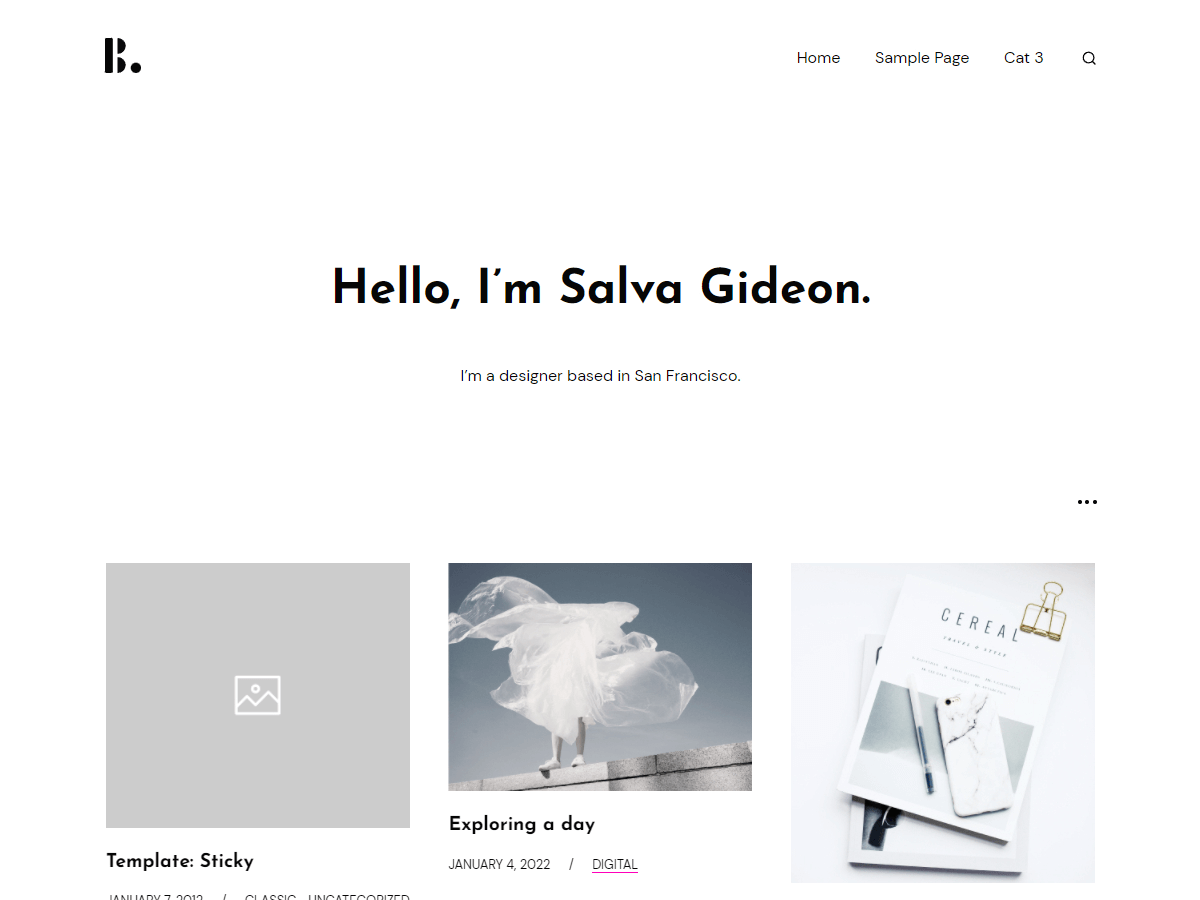 B.
Home
Sample Page
Cat 3
Hello, I’m Salva Gideon.
I’m a designer based in San Francisco.
CEREAL
TRAVEL & STYLE
Template: Sticky
JANUARY 7, 2012 / CLASSIC, UNCATEGORIZED
Exploring a day
JANUARY 4, 2022 / DIGITAL